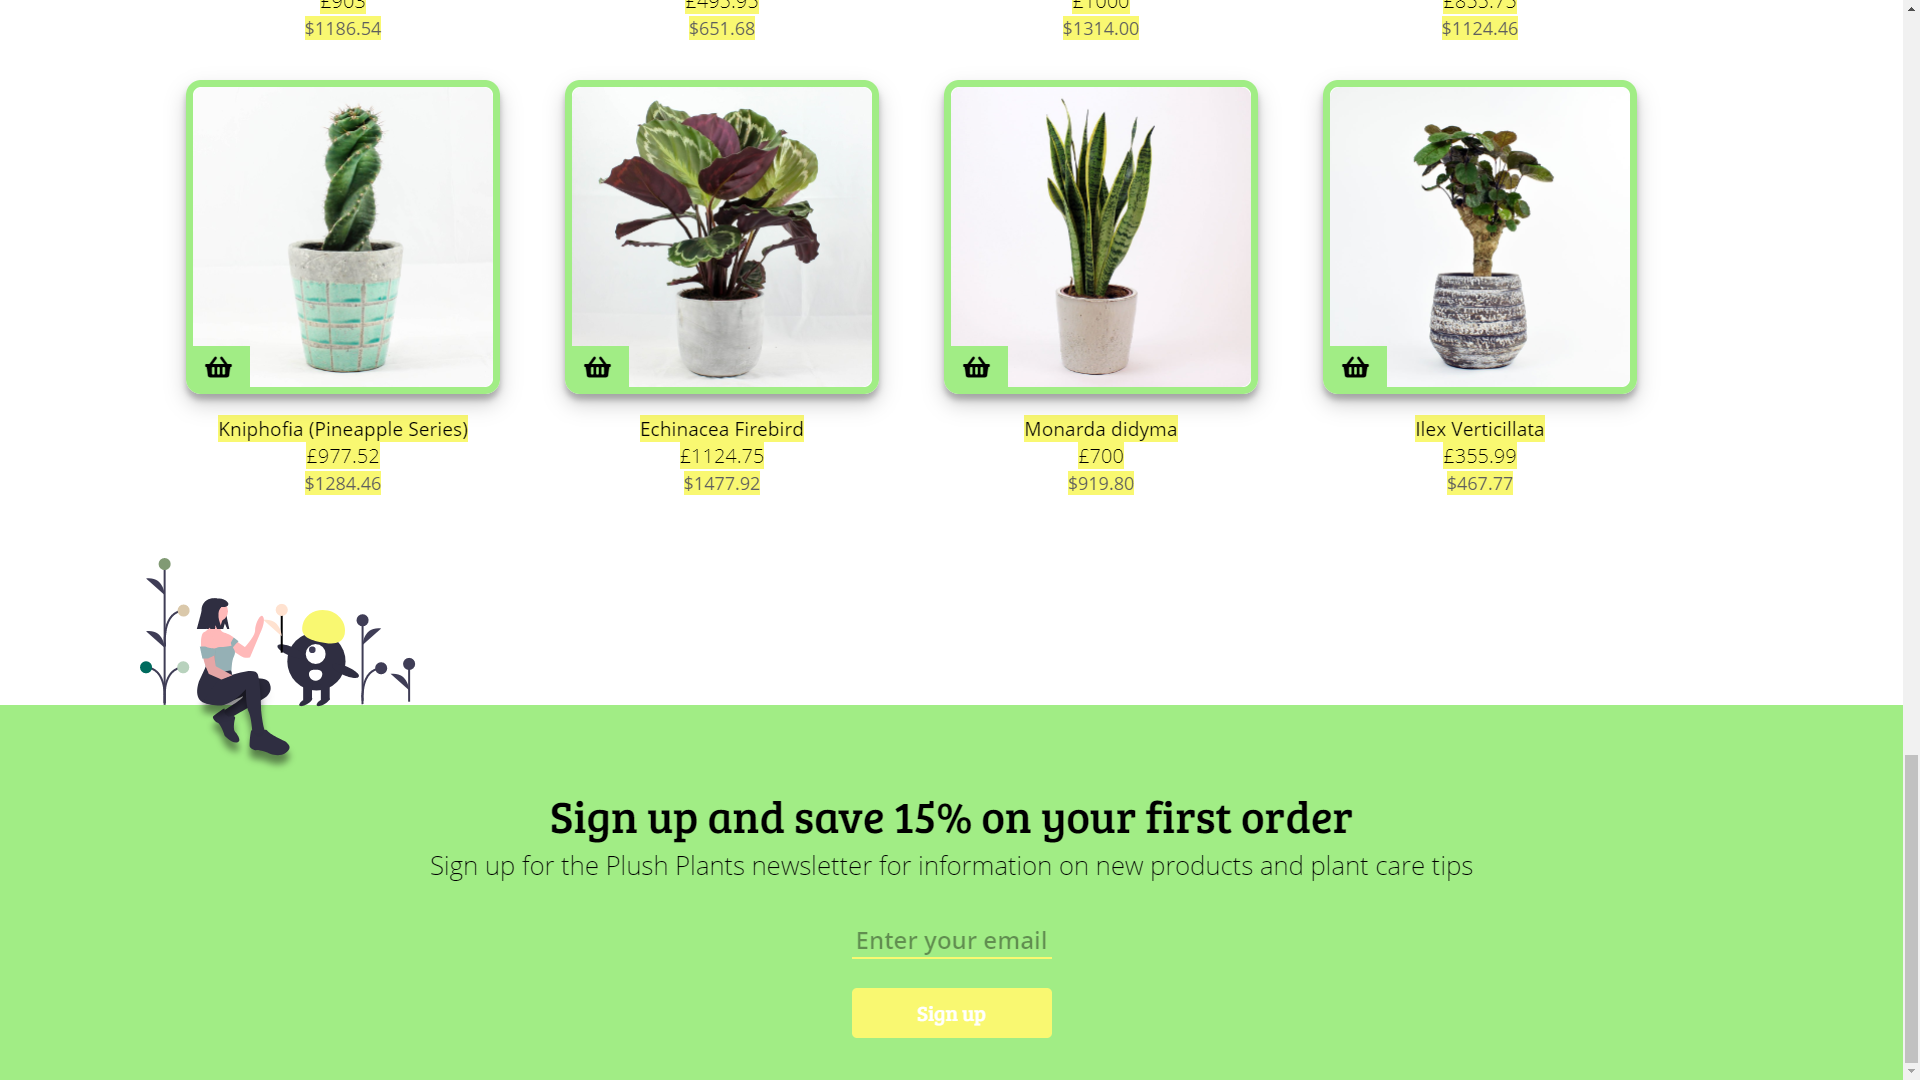 £903 £495.95 £1000 £855.75
$1186.54 $651.68 $1314.00 $1124.46
Kniphofia (Pineapple Series) Echinacea Firebird Monarda didyma Ilex Verticillata
£977.52 £1124.75 £700 £355.99
$1284.46 $1477.92 $919.80 $467.77
Sign up and save 15% on your first order
Sign up for the Plush Plants newsletter for information on new products and plant care tips
Enter your email
Sign up